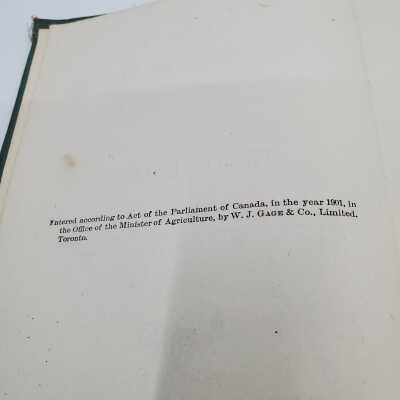 Entered according to Act of the Parliament of Canada, in the year 1901, in
the Office of the Minister of Agriculture, by W. J. GAGE & Co., Limited,
Toronto.